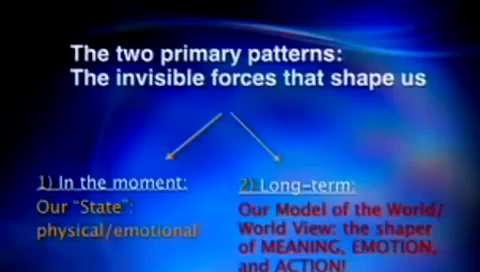 The two primary patterns:
The invisible forces that shape us
1) In the moment:
Our "State":
physical/emotional
2) Long-term:
Our Model of the World/
World View: the shaper
of MEANING, EMOTION,
and ACTION!